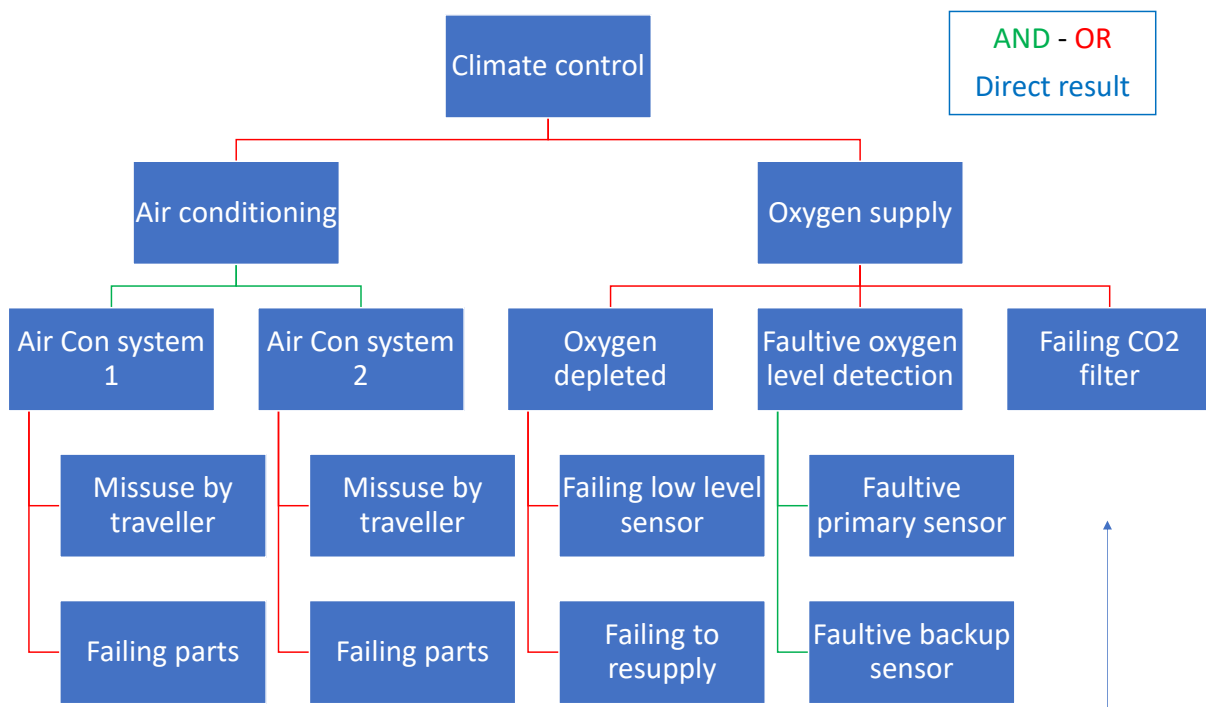 AND - OR
Direct result
Climate control
Air conditioning
Oxygen supply
Air Con system
1
Air Con system
2
Oxygen
depleted
Faultive oxygen
level detection
Failing CO2
filter
Missuse by
traveller
Missuse by
traveller
Failing low level
sensor
Faultive
primary sensor
Failing parts
Failing parts
Failing to
resupply
Faultive backup
sensor